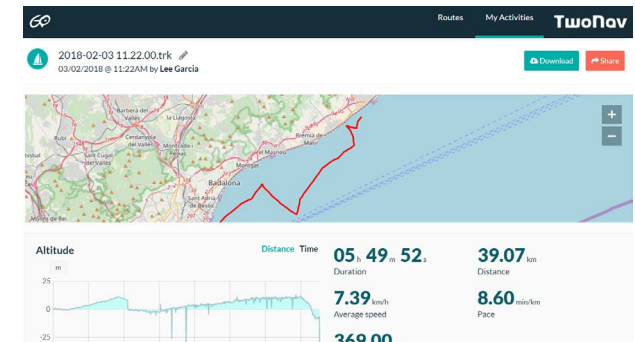 Routes
My Activities
TwoNav
2018-02-03 11.22.00.trk
03/02/2018 @ 11:22AM by Lee Garcia
Download
Share
+
−
Barberà del
Vallès
la Llagosta
Rubí
Cerdanyola
del Vallès
Montcada i
Reixac
Sant Cugat
del Vallès
Premià de
Mar
el Masnou
Montgat
Badalona
Sant Adrià
de Besòs
Molins de Rei
Altitude
Distance Time
m
25
0
-25
05 h 49 m 52 s
Duration
39.07 km
Distance
7.39 km/h
Average speed
8.60 min/km
Pace
369.00